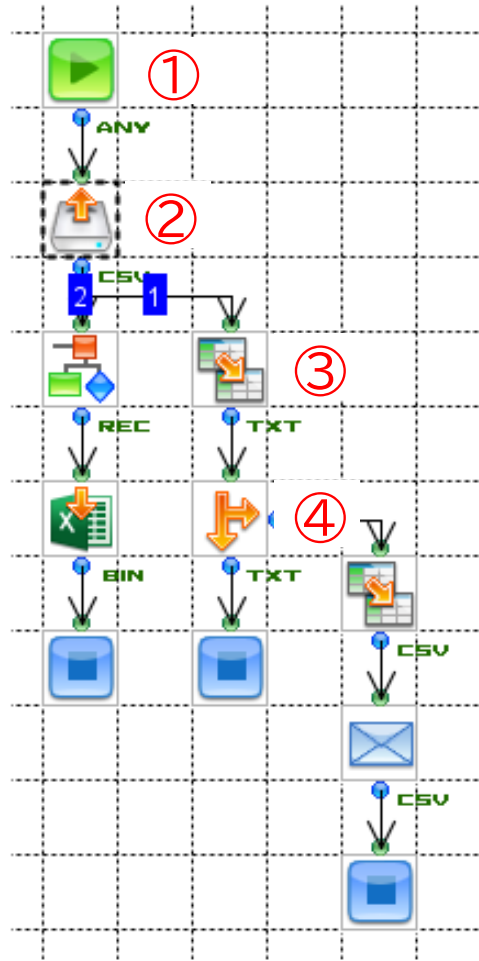 ①
ANY
②
CSV
2
1
③
REC
TXT
④
BIN
TXT
CSV
CSV